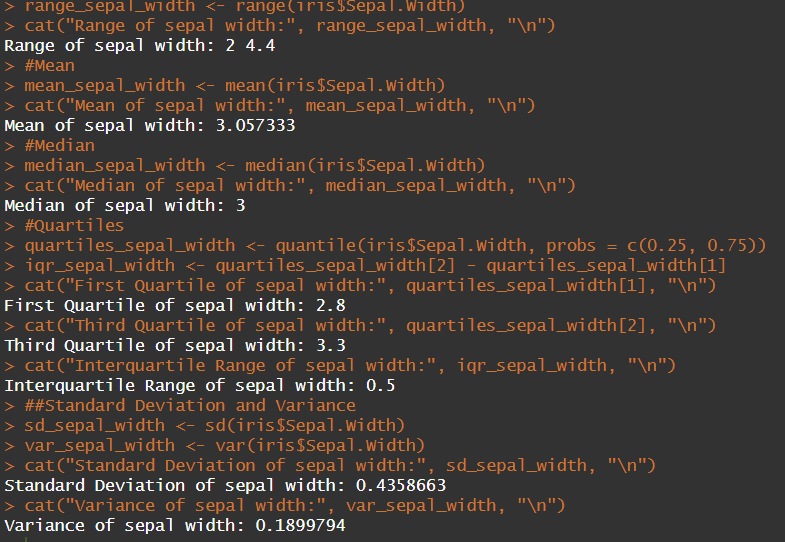 > range_sepal_width <- range(iris$Sepal.Width)
> cat("Range of sepal width:", range_sepal_width, "\n")
Range of sepal width: 2 4.4
> #Mean
> mean_sepal_width <- mean(iris$Sepal.Width)
> cat("Mean of sepal width:", mean_sepal_width, "\n")
Mean of sepal width: 3.057333
> #Median
> median_sepal_width <- median(iris$Sepal.Width)
> cat("Median of sepal width:", median_sepal_width, "\n")
Median of sepal width: 3
> #Quartiles
> quartiles_sepal_width <- quantile(iris$Sepal.Width, probs = c(0.25, 0.75))
> iqr_sepal_width <- quartiles_sepal_width[2] - quartiles_sepal_width[1]
> cat("First Quartile of sepal width:", quartiles_sepal_width[1], "\n")
First Quartile of sepal width: 2.8
> cat("Third Quartile of sepal width:", quartiles_sepal_width[2], "\n")
Third Quartile of sepal width: 3.3
> cat("Interquartile Range of sepal width:", iqr_sepal_width, "\n")
Interquartile Range of sepal width: 0.5
> ##Standard Deviation and Variance
> sd_sepal_width <- sd(iris$Sepal.Width)
> var_sepal_width <- var(iris$Sepal.Width)
> cat("Standard Deviation of sepal width:", sd_sepal_width, "\n")
Standard Deviation of sepal width: 0.4358663
> cat("Variance of sepal width:", var_sepal_width, "\n")
Variance of sepal width: 0.1899794